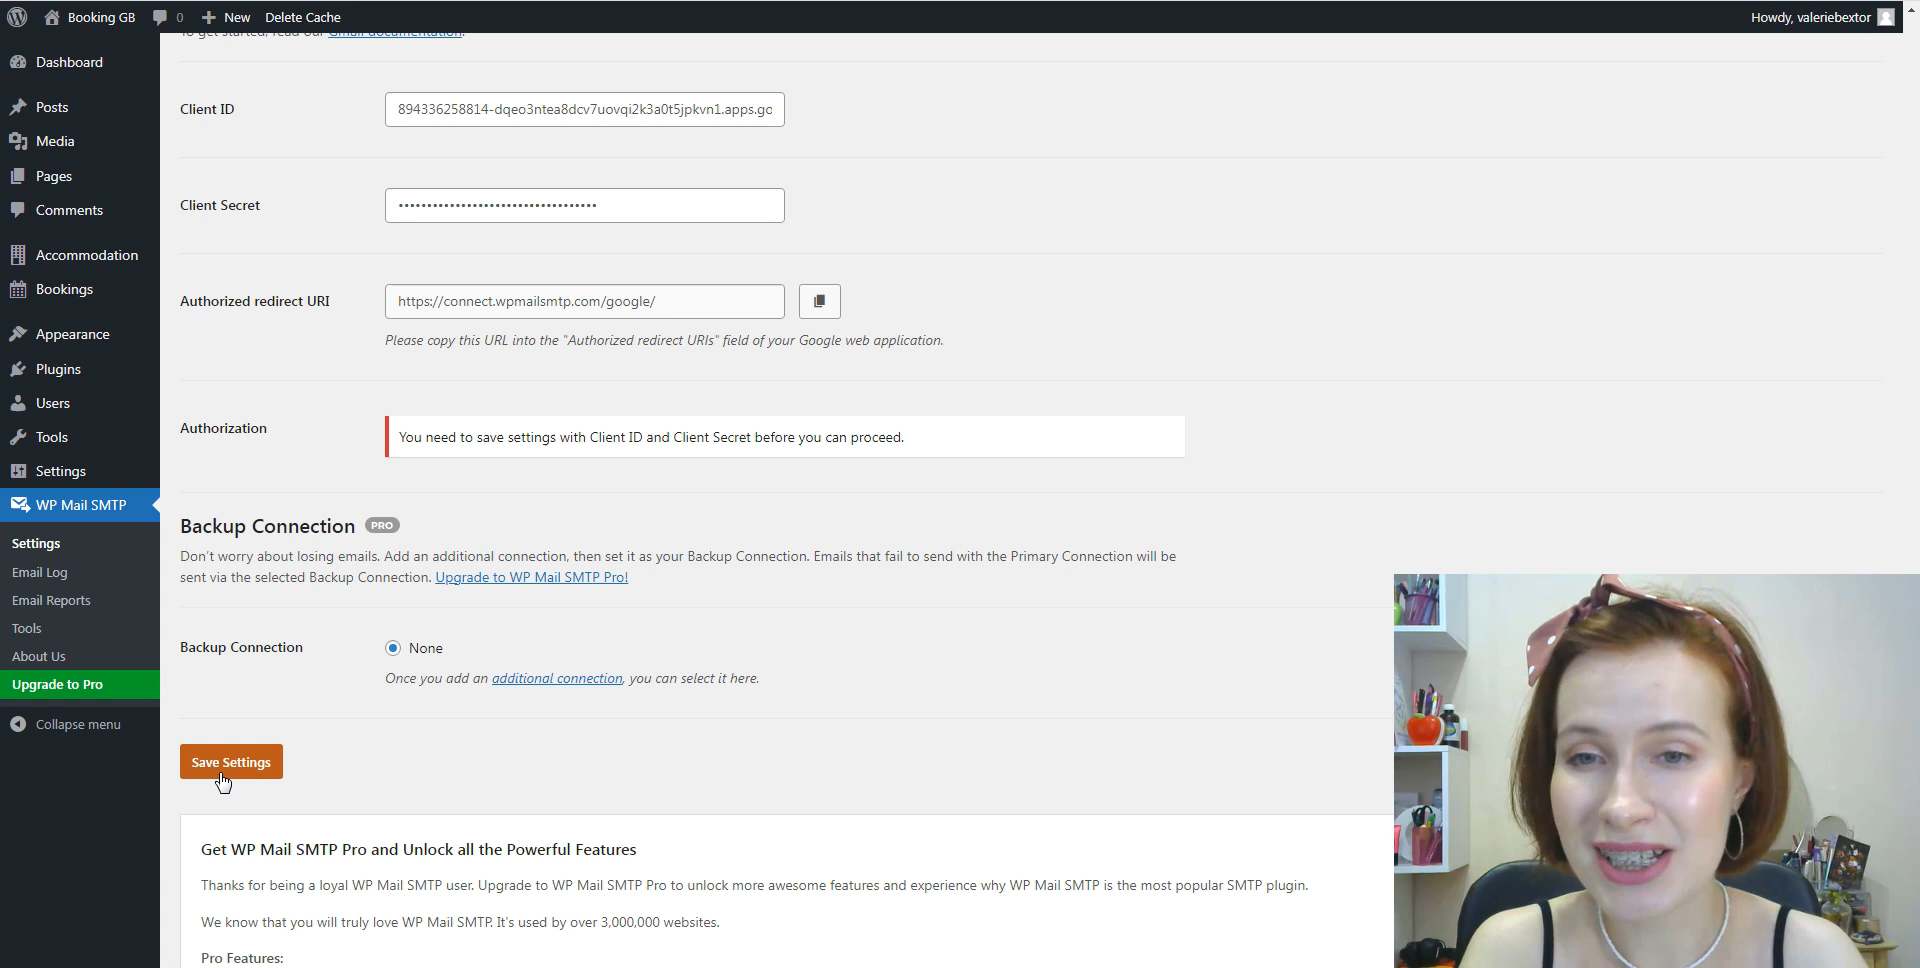 Booking GB
0
New
Delete Cache
Howdy, valeriebextor
Dashboard
Posts
Media
Pages
Comments
Accommodation
Bookings
Appearance
Plugins
Users
Tools
Settings
WP Mail SMTP
Settings
Email Log
Email Reports
Tools
About Us
Upgrade to Pro
Collapse menu
To get started, read our Gmail documentation.
Client ID
894336258814-dqeo3ntea8dcv7uovqi2k3a0t5jpkvn1.apps.go
Client Secret
Authorized redirect URI
https://connect.wpmailsmtp.com/google/
Please copy this URL into the "Authorized redirect URIs" field of your Google web application.
Authorization
You need to save settings with Client ID and Client Secret before you can proceed.
Backup Connection PRO
Don't worry about losing emails. Add an additional connection, then set it as your Backup Connection. Emails that fail to send with the Primary Connection will be
sent via the selected Backup Connection. Upgrade to WP Mail SMTP Pro!
Backup Connection
None
Once you add an additional connection, you can select it here.
Save Settings
Get WP Mail SMTP Pro and Unlock all the Powerful Features
Thanks for being a loyal WP Mail SMTP user. Upgrade to WP Mail SMTP Pro to unlock more awesome features and experience why WP Mail SMTP is the most popular SMTP plugin.
We know that you will truly love WP Mail SMTP. It's used by over 3,000,000 websites.
Pro Features: